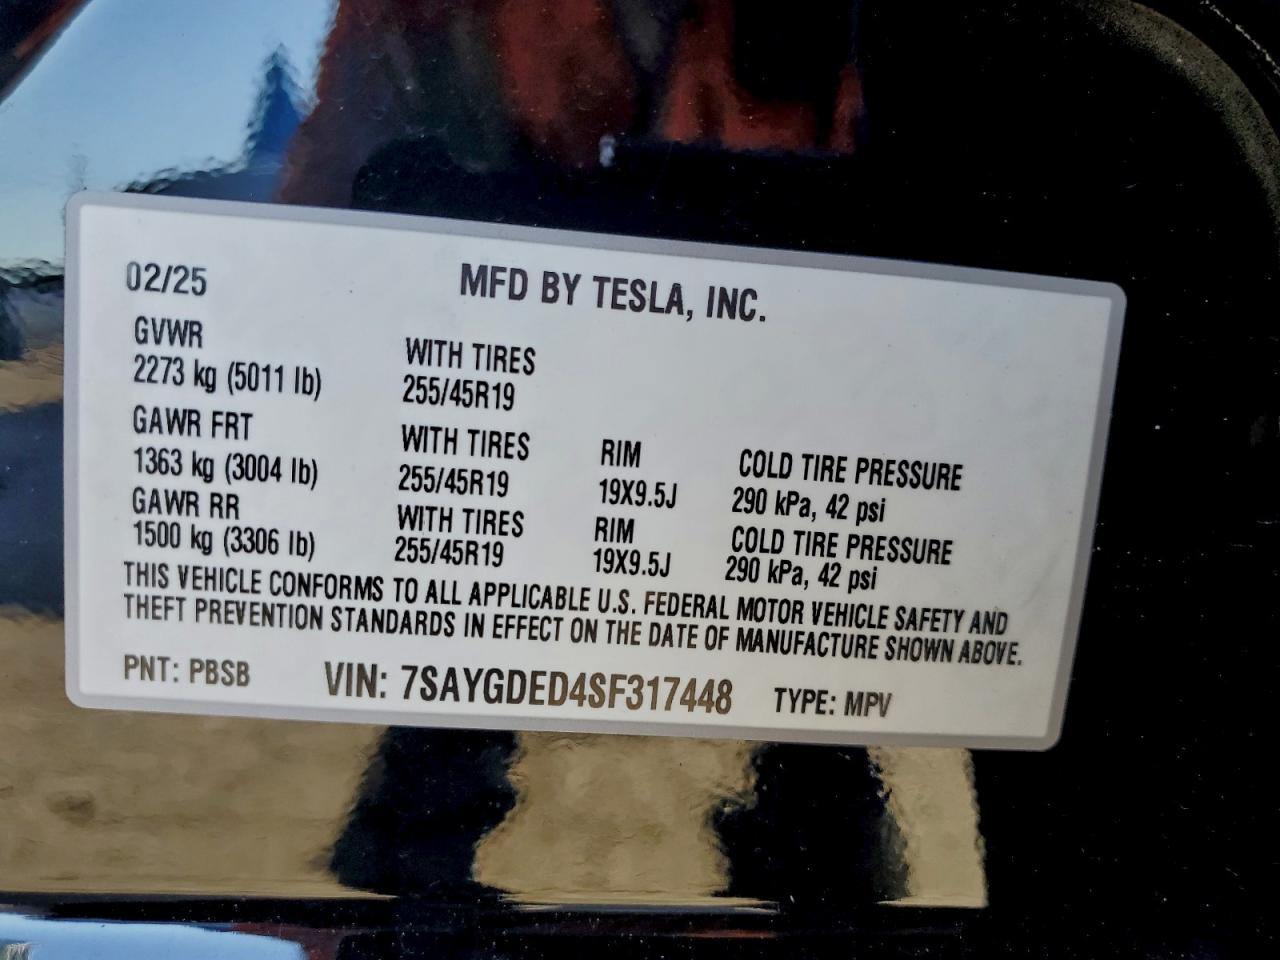 02/25 MFD BY TESLA, INC.
GVWR WITH TIRES
2273 kg (5011 lb) 255/45R19
GAWR FRT WITH TIRES RIM COLD TIRE PRESSURE
1363 kg (3004 lb) 255/45R19 19X9.5J 290 kPa, 42 psi
GAWR RR WITH TIRES RIM COLD TIRE PRESSURE
1500 kg (3306 lb) 255/45R19 19X9.5J 290 kPa, 42 psi
THIS VEHICLE CONFORMS TO ALL APPLICABLE U.S. FEDERAL MOTOR VEHICLE SAFETY AND
THEFT PREVENTION STANDARDS IN EFFECT ON THE DATE OF MANUFACTURE SHOWN ABOVE.
PNT: PBSB VIN: 7SAYGDED4SF317448 TYPE: MPV